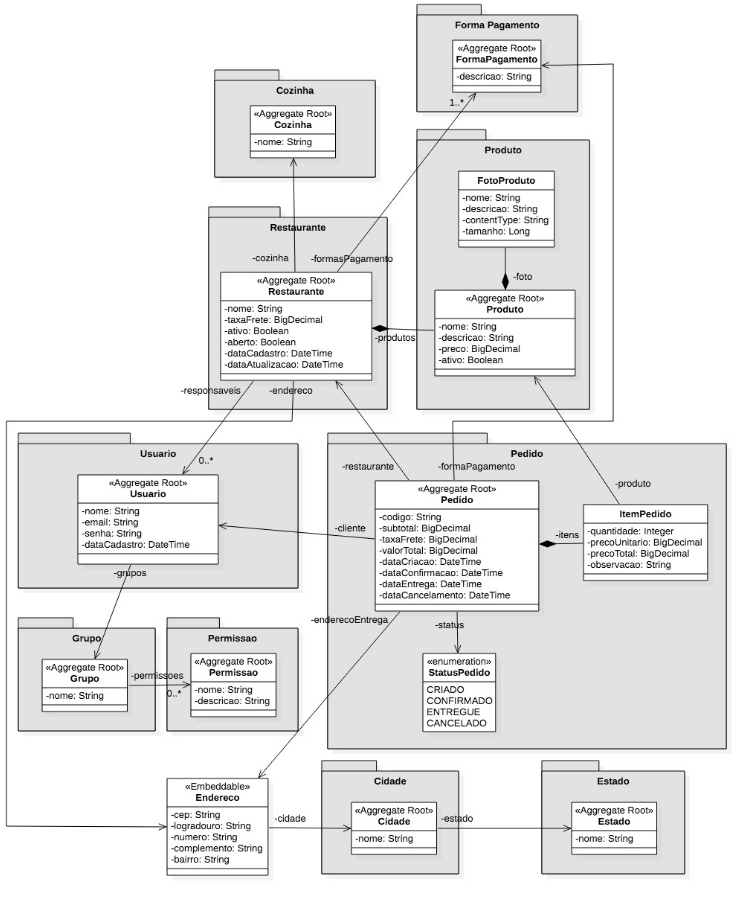 Forma Pagamento
«Aggregate Root»
FormaPagamento
-descricao: String
1..*
Cozinha
«Aggregate Root»
Cozinha
-nome: String
Produto
FotoProduto
-nome: String
-descricao: String
-contentType: String
-tamanho: Long
-foto
«Aggregate Root»
Produto
-nome: String
-descricao: String
-preco: BigDecimal
-ativo: Boolean
Restaurante
-cozinha
-formasPagamento
«Aggregate Root»
Restaurante
-nome: String
-taxaFrete: BigDecimal
-ativo: Boolean
-aberto: Boolean
-dataCadastro: DateTime
-dataAtualizacao: DateTime
-produtos
-responsaveis
-endereco
Usuario
0..*
«Aggregate Root»
Usuario
-nome: String
-email: String
-senha: String
-dataCadastro: DateTime
-grupos
Pedido
-restaurante
-formaPagamento
-produto
-cliente
«Aggregate Root»
Pedido
-codigo: String
-subtotal: BigDecimal
-taxaFrete: BigDecimal
-valorTotal: BigDecimal
-dataCriacao: DateTime
-dataConfirmacao: DateTime
-dataEntrega: DateTime
-dataCancelamento: DateTime
-itens
ItemPedido
-quantidade: Integer
-precoUnitario: BigDecimal
-precoTotal: BigDecimal
-observacao: String
-enderecoEntrega
-status
«enumeration»
StatusPedido
CRIADO
CONFIRMADO
ENTREGUE
CANCELADO
Grupo
«Aggregate Root»
Grupo
-nome: String
-permissoes
0..*
Permissao
«Aggregate Root»
Permissao
-nome: String
-descricao: String
«Embeddable»
Endereco
-cep: String
-logradouro: String
-numero: String
-complemento: String
-bairro: String
-cidade
Cidade
«Aggregate Root»
Cidade
-nome: String
-estado
Estado
«Aggregate Root»
Estado
-nome: String